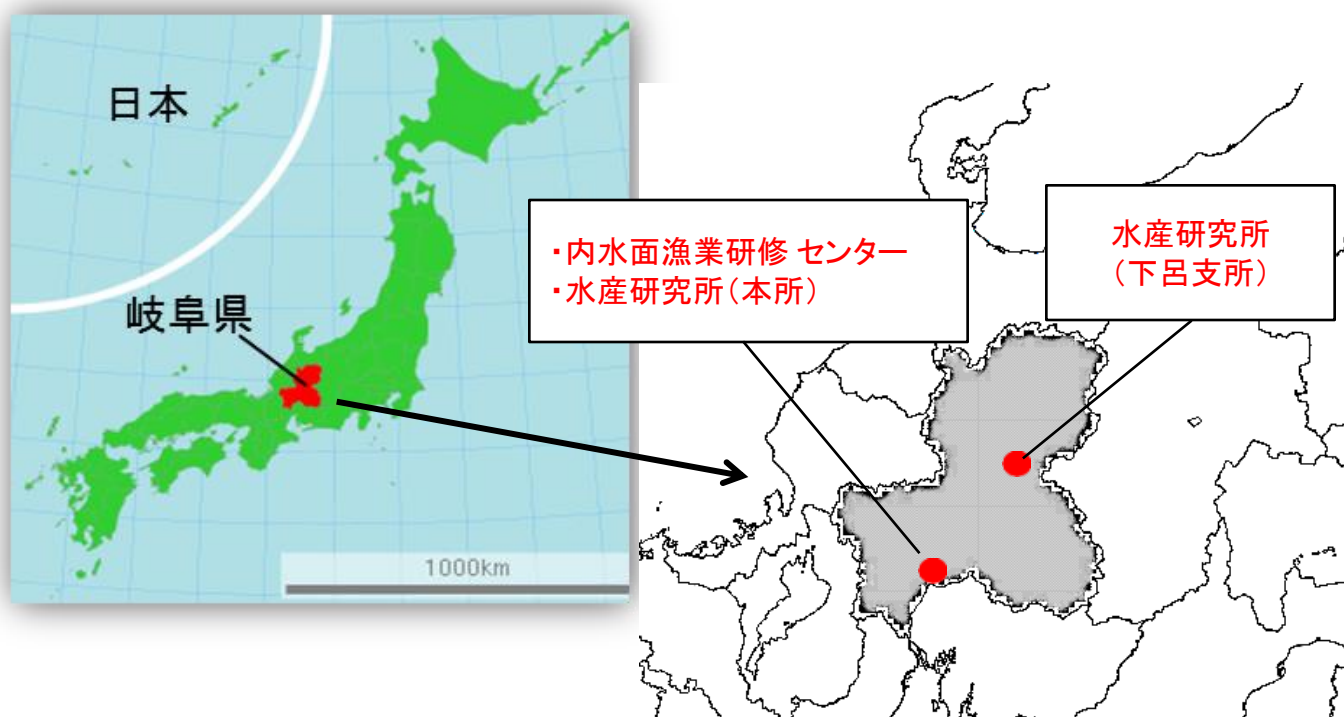 日本
岐阜県
1000km
・内水面漁業研修 センター
・水産研究所(本所)
水産研究所
(下呂支所)